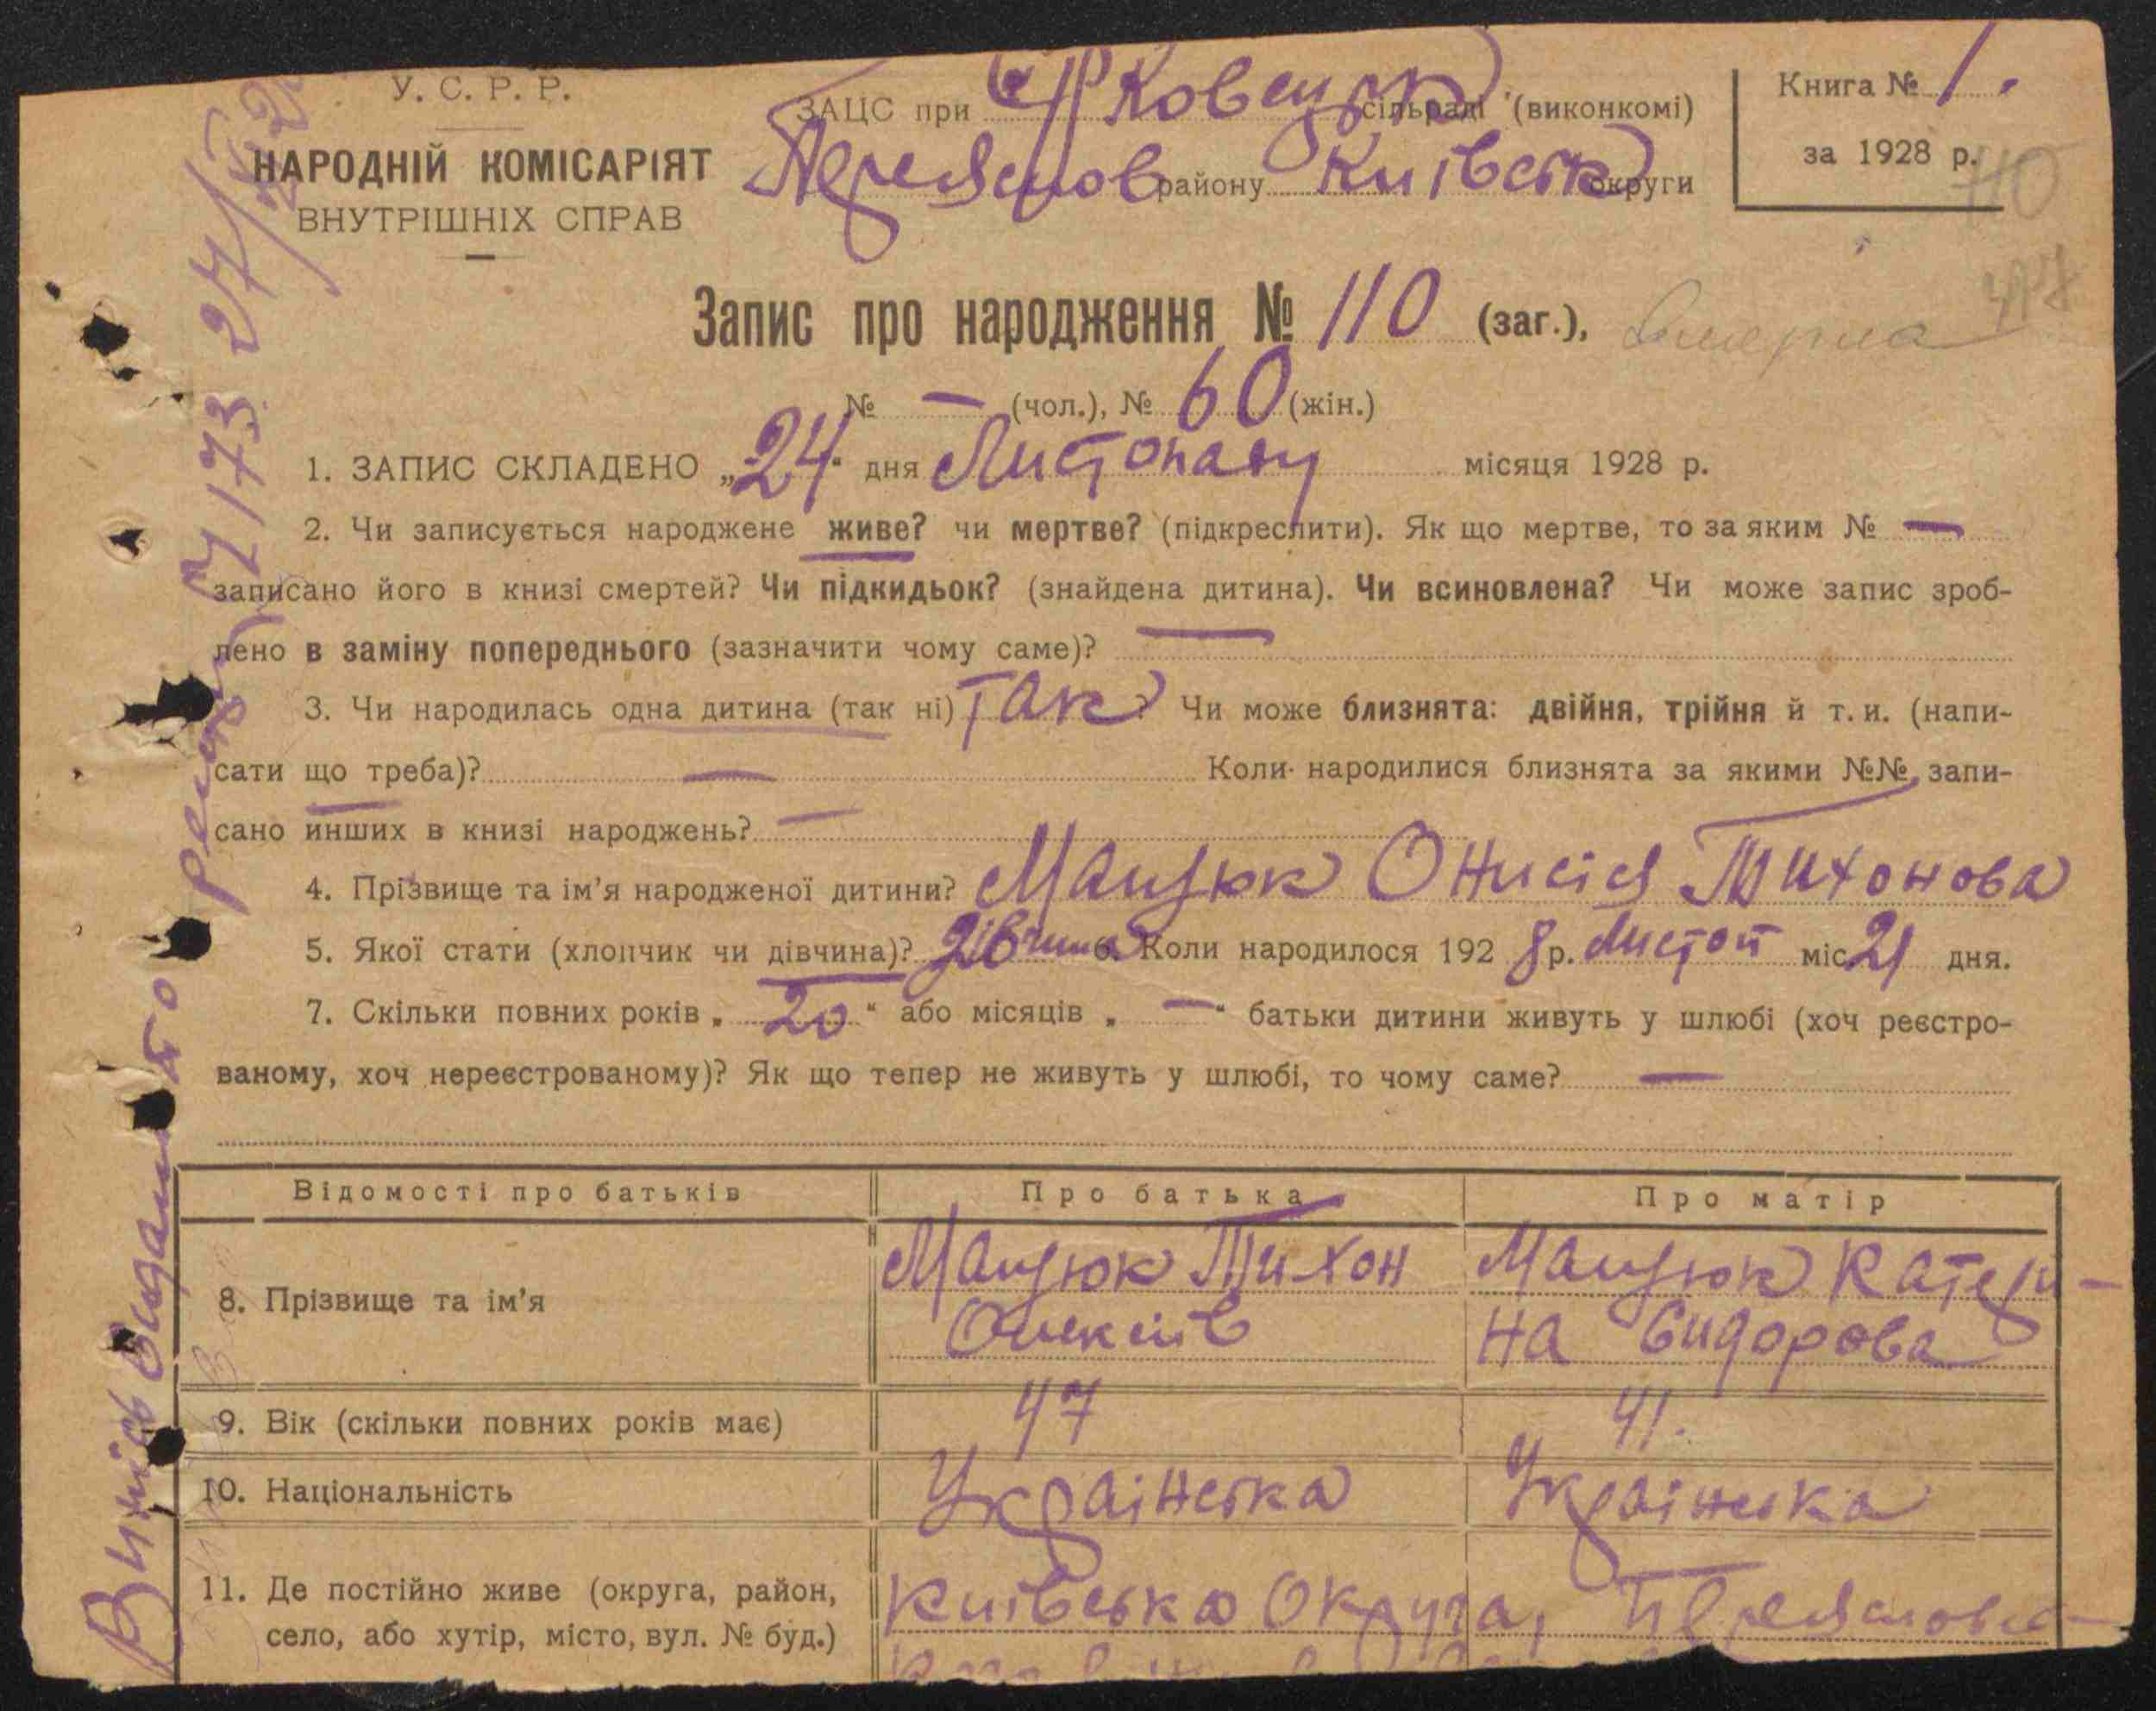 У. С. Р. Р.
НАРОДНІЙ КОМІСАРІЯТ
ВНУТРІШНІХ СПРАВ
ЗАЦС при сільраді (виконкомі)
району Київськ округи
Книга № 1.
за 1928 р.
Запис про народження № 110 (заг.), вмерла
№ — (чол.), № 60 (жін.)
1. ЗАПИС СКЛАДЕНО „24“ дня Листопаду місяця 1928 р.
2. Чи записується народжене живе? чи мертве? (підкреслити). Як що мертве, то за яким № —
записано його в книзі смертей? Чи підкидьок? (знайдена дитина). Чи всиновлена? Чи може запис зроб-
лено в заміну попереднього (зазначити чому саме)? —
3. Чи народилась одна дитина (так ні) Так? Чи може близнята: двійня, трійня й т. и. (напи-
сати що треба)? — Коли народилися близнята за якими №№ запи-
сано инших в книзі народжень? —
4. Прізвище та ім’я народженої дитини? Мацюк Онисія Тихонова
5. Якої стати (хлопчик чи дівчина)? Дівчина 6. Коли народилося 1928 р. Листоп міс 21 дня.
7. Скільки повних років „20“ або місяців „—“ батьки дитини живуть у шлюбі (хоч реєстро-
ваному, хоч нереєстрованому)? Як що тепер не живуть у шлюбі, то чому саме? —
Відомості про батьків Про батька Про матір
8. Прізвище та ім’я
Мацюк Тихон
Олексіїв
Мацюк Катери-
на Сидорова
9. Вік (скільки повних років має) 47 41.
10. Національність Українська Українська
11. Де постійно живе (округа, район,
село, або хутір, місто, вул. № буд.)
Київська Округа,
Випись видано